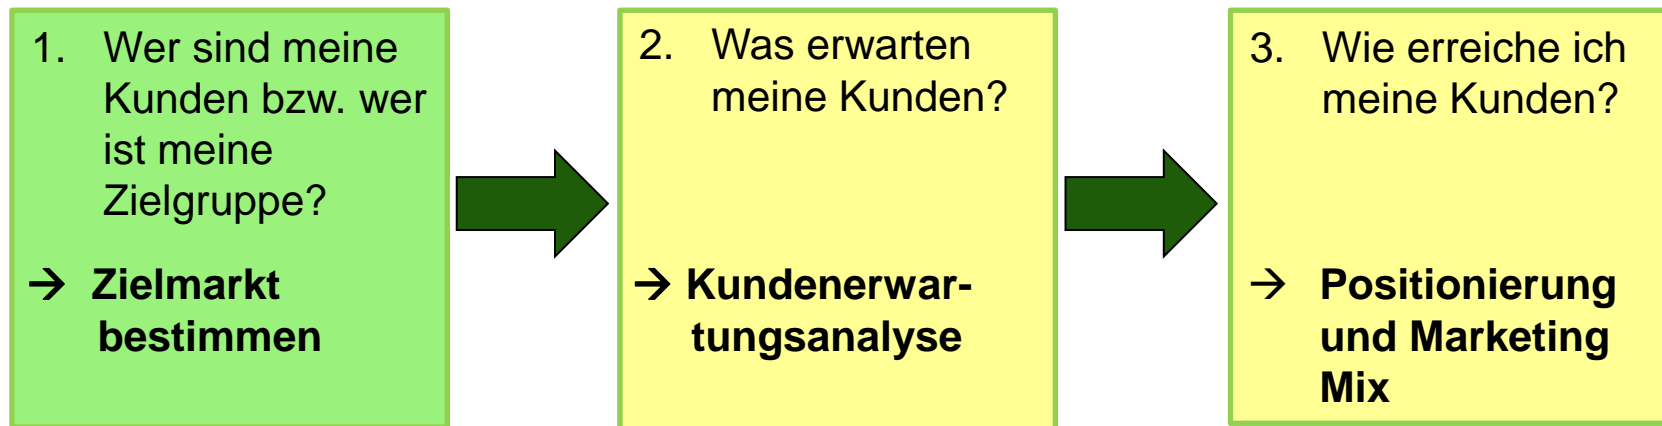 1. Wer sind meine
Kunden bzw. wer
ist meine
Zielgruppe?
→ Zielmarkt
bestimmen
2. Was erwarten
meine Kunden?
→ Kundenerwar-
tungsanalyse
3. Wie erreiche ich
meine Kunden?
→ Positionierung
und Marketing
Mix